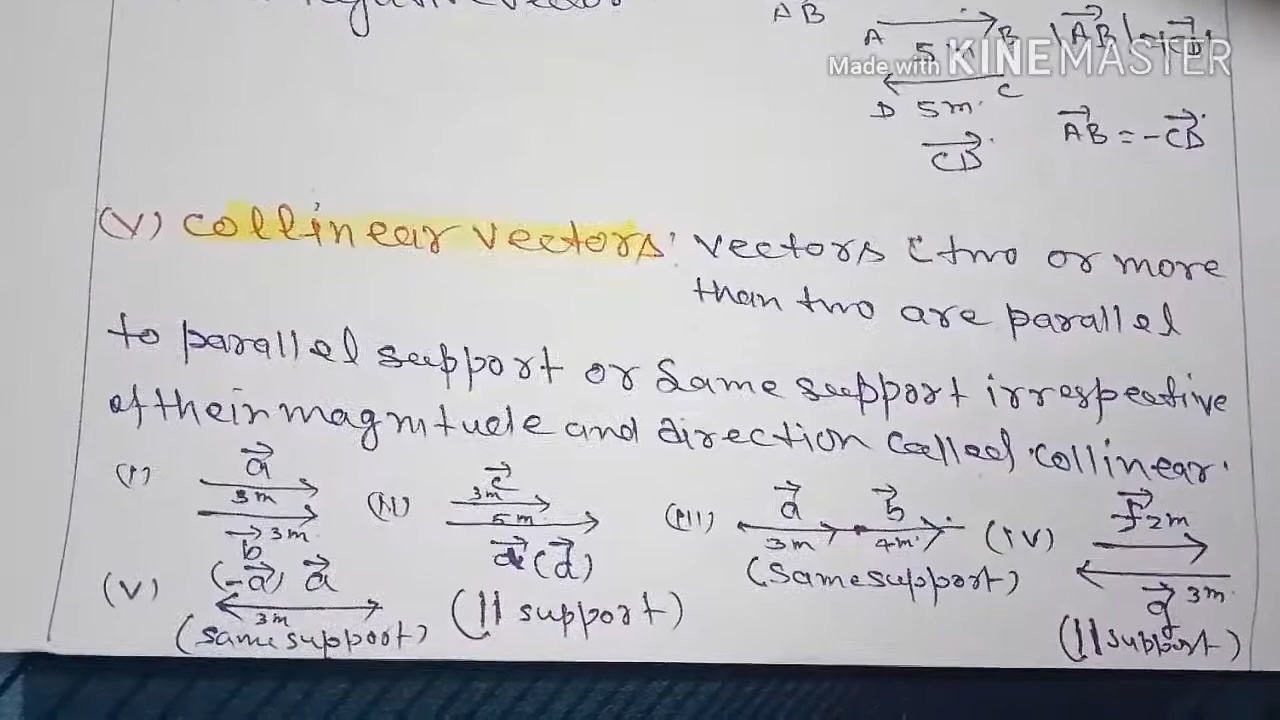 AB
A B |AB| = |CD|
5m
Made with KINEMASTER
D 5m. C
AB = -CD
CD
(V) collinear vectors: vectors (two or more
than two are parallel
to parallel support or same support irrespective
of their magnitude and direction called collinear.
(I) a 3m 3m b
(II) c 3m 5m d (d)
(III) a b 3m 4m (same support)
(IV) f 2m g 3m (|| support)
(V) (-a) a 3m (same support)
(|| support)